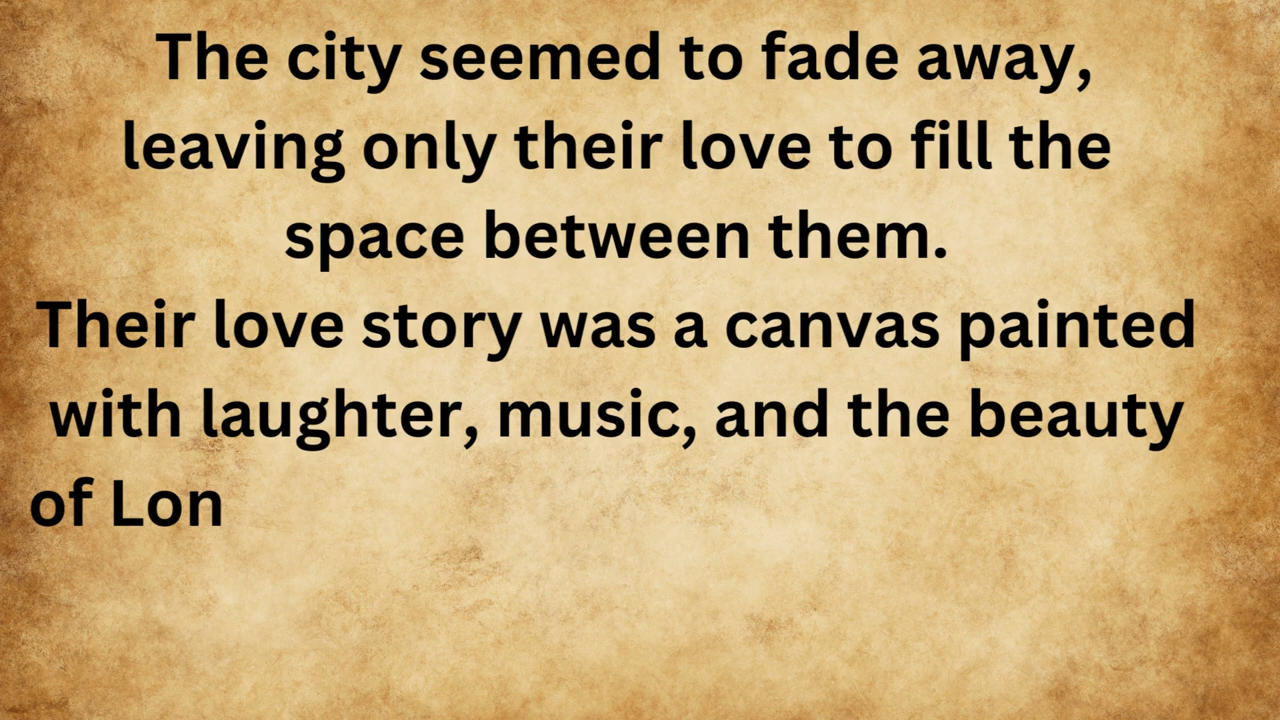 The city seemed to fade away,
leaving only their love to fill the
space between them.
Their love story was a canvas painted
with laughter, music, and the beauty
of Lon